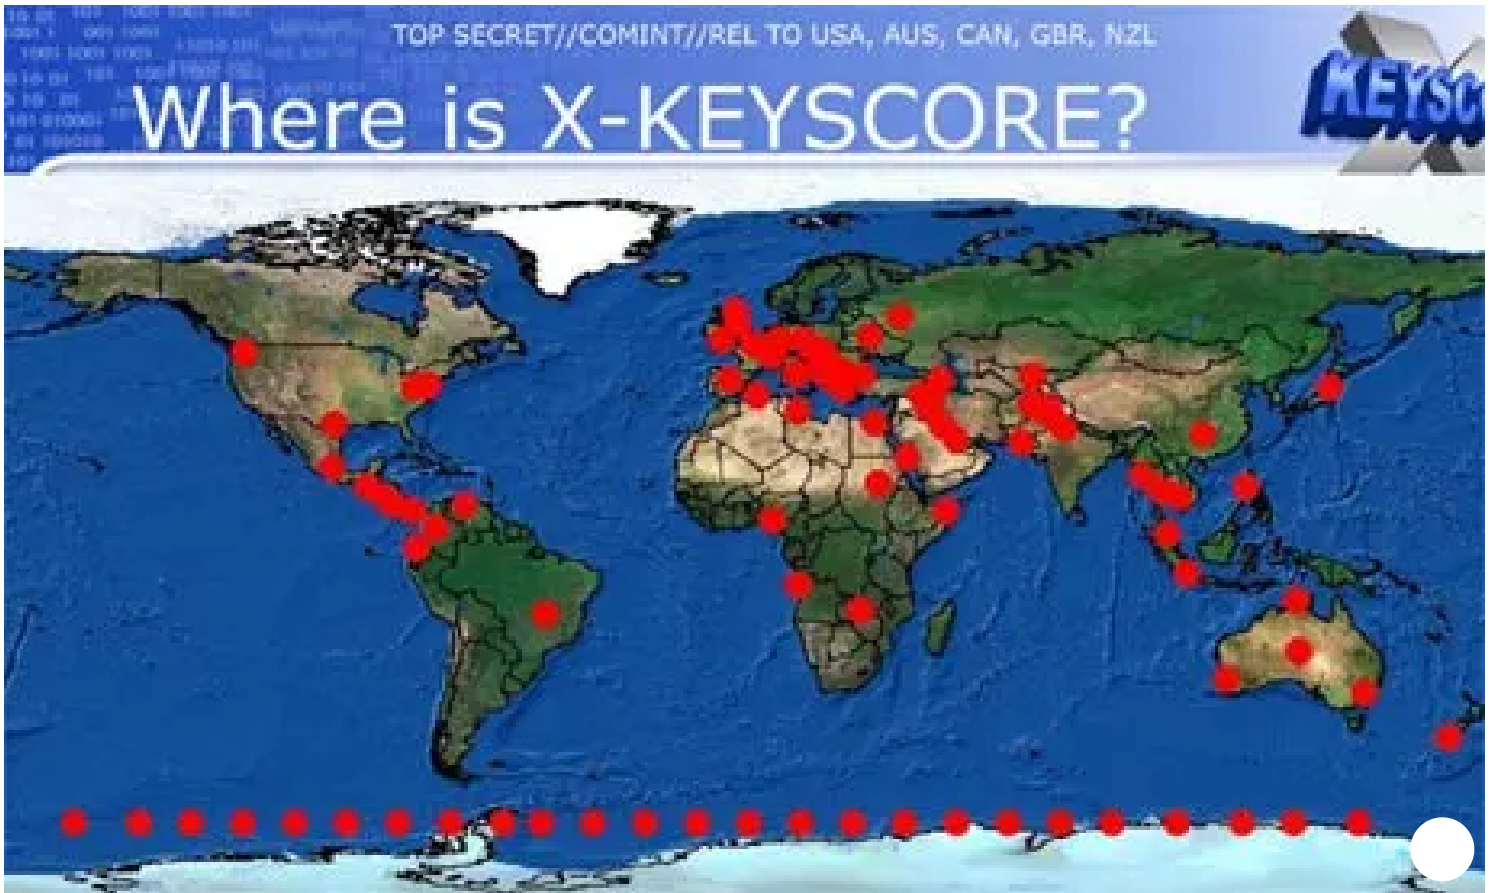 TOP SECRET//COMINT//REL TO USA, AUS, CAN, GBR, NZL
Where is X-KEYSCORE?